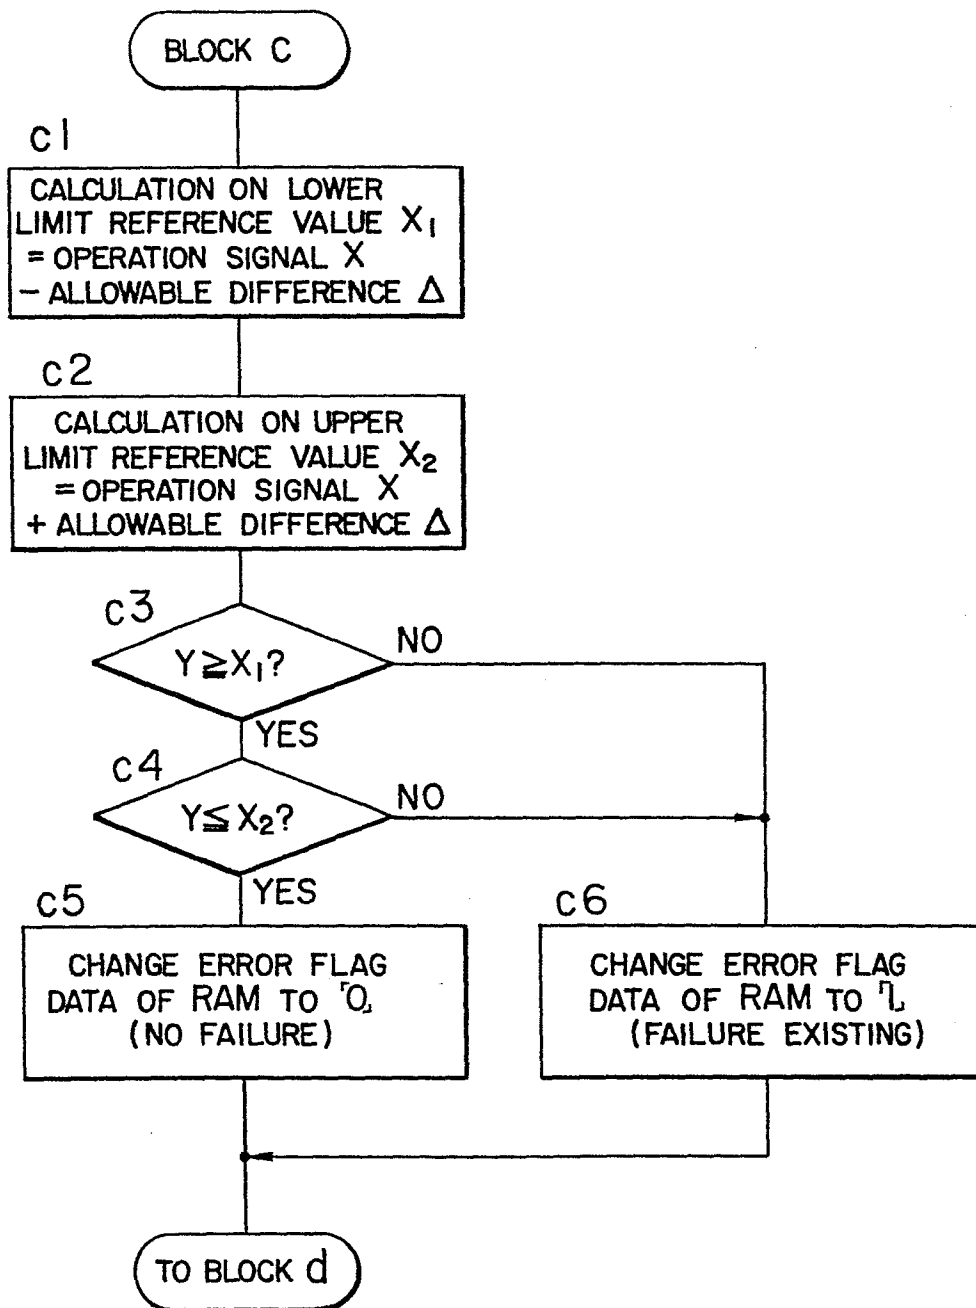 BLOCK C
c1
CALCULATION ON LOWER
LIMIT REFERENCE VALUE X₁
= OPERATION SIGNAL X
− ALLOWABLE DIFFERENCE Δ
c2
CALCULATION ON UPPER
LIMIT REFERENCE VALUE X₂
= OPERATION SIGNAL X
+ ALLOWABLE DIFFERENCE Δ
c3
Y ≧ X₁?
NO
YES
c4
Y ≦ X₂?
NO
YES
c5
CHANGE ERROR FLAG
DATA OF RAM TO 「0」
(NO FAILURE)
c6
CHANGE ERROR FLAG
DATA OF RAM TO 「1」
(FAILURE EXISTING)
TO BLOCK d